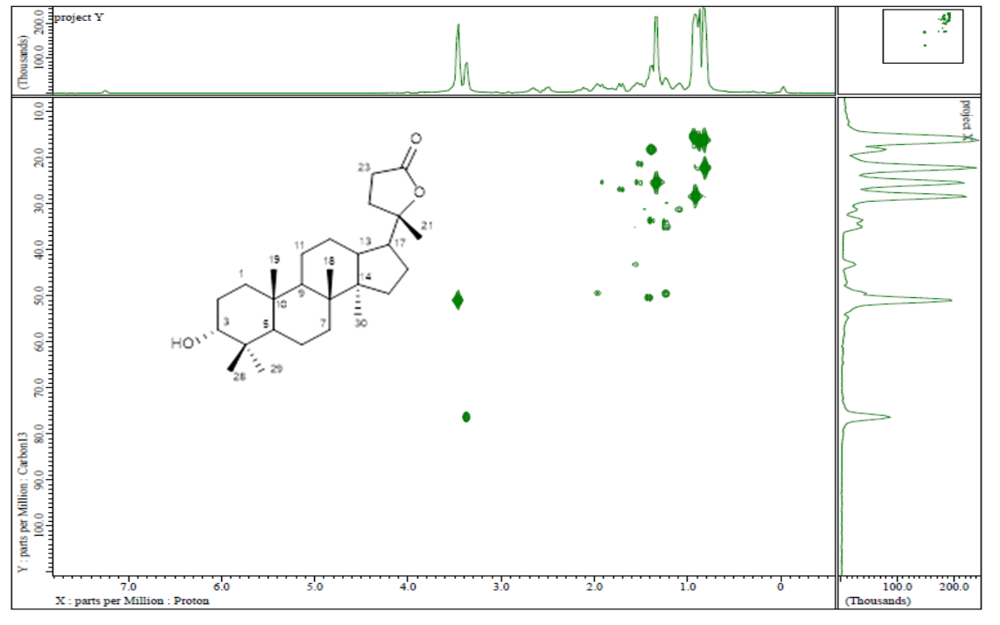 project Y
(Thousands)
100.0 200.0
project X
10.0
20.0
30.0
40.0
50.0
60.0
70.0
80.0
90.0
100.0
Y : parts per Million : Carbon13
O
23
O
21
11
13
17
19
18
1
14
9
10
3
5
7
30
HO
28
29
7.0 6.0 5.0 4.0 3.0 2.0 1.0 0
X : parts per Million : Proton
100.0 200.0
(Thousands)